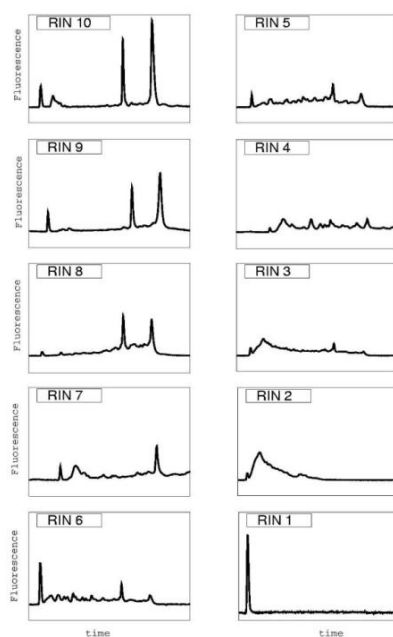 RIN 10
Fluorescence
RIN 9
Fluorescence
RIN 8
Fluorescence
RIN 7
Fluorescence
RIN 6
Fluorescence
time
RIN 5
RIN 4
RIN 3
RIN 2
RIN 1
time